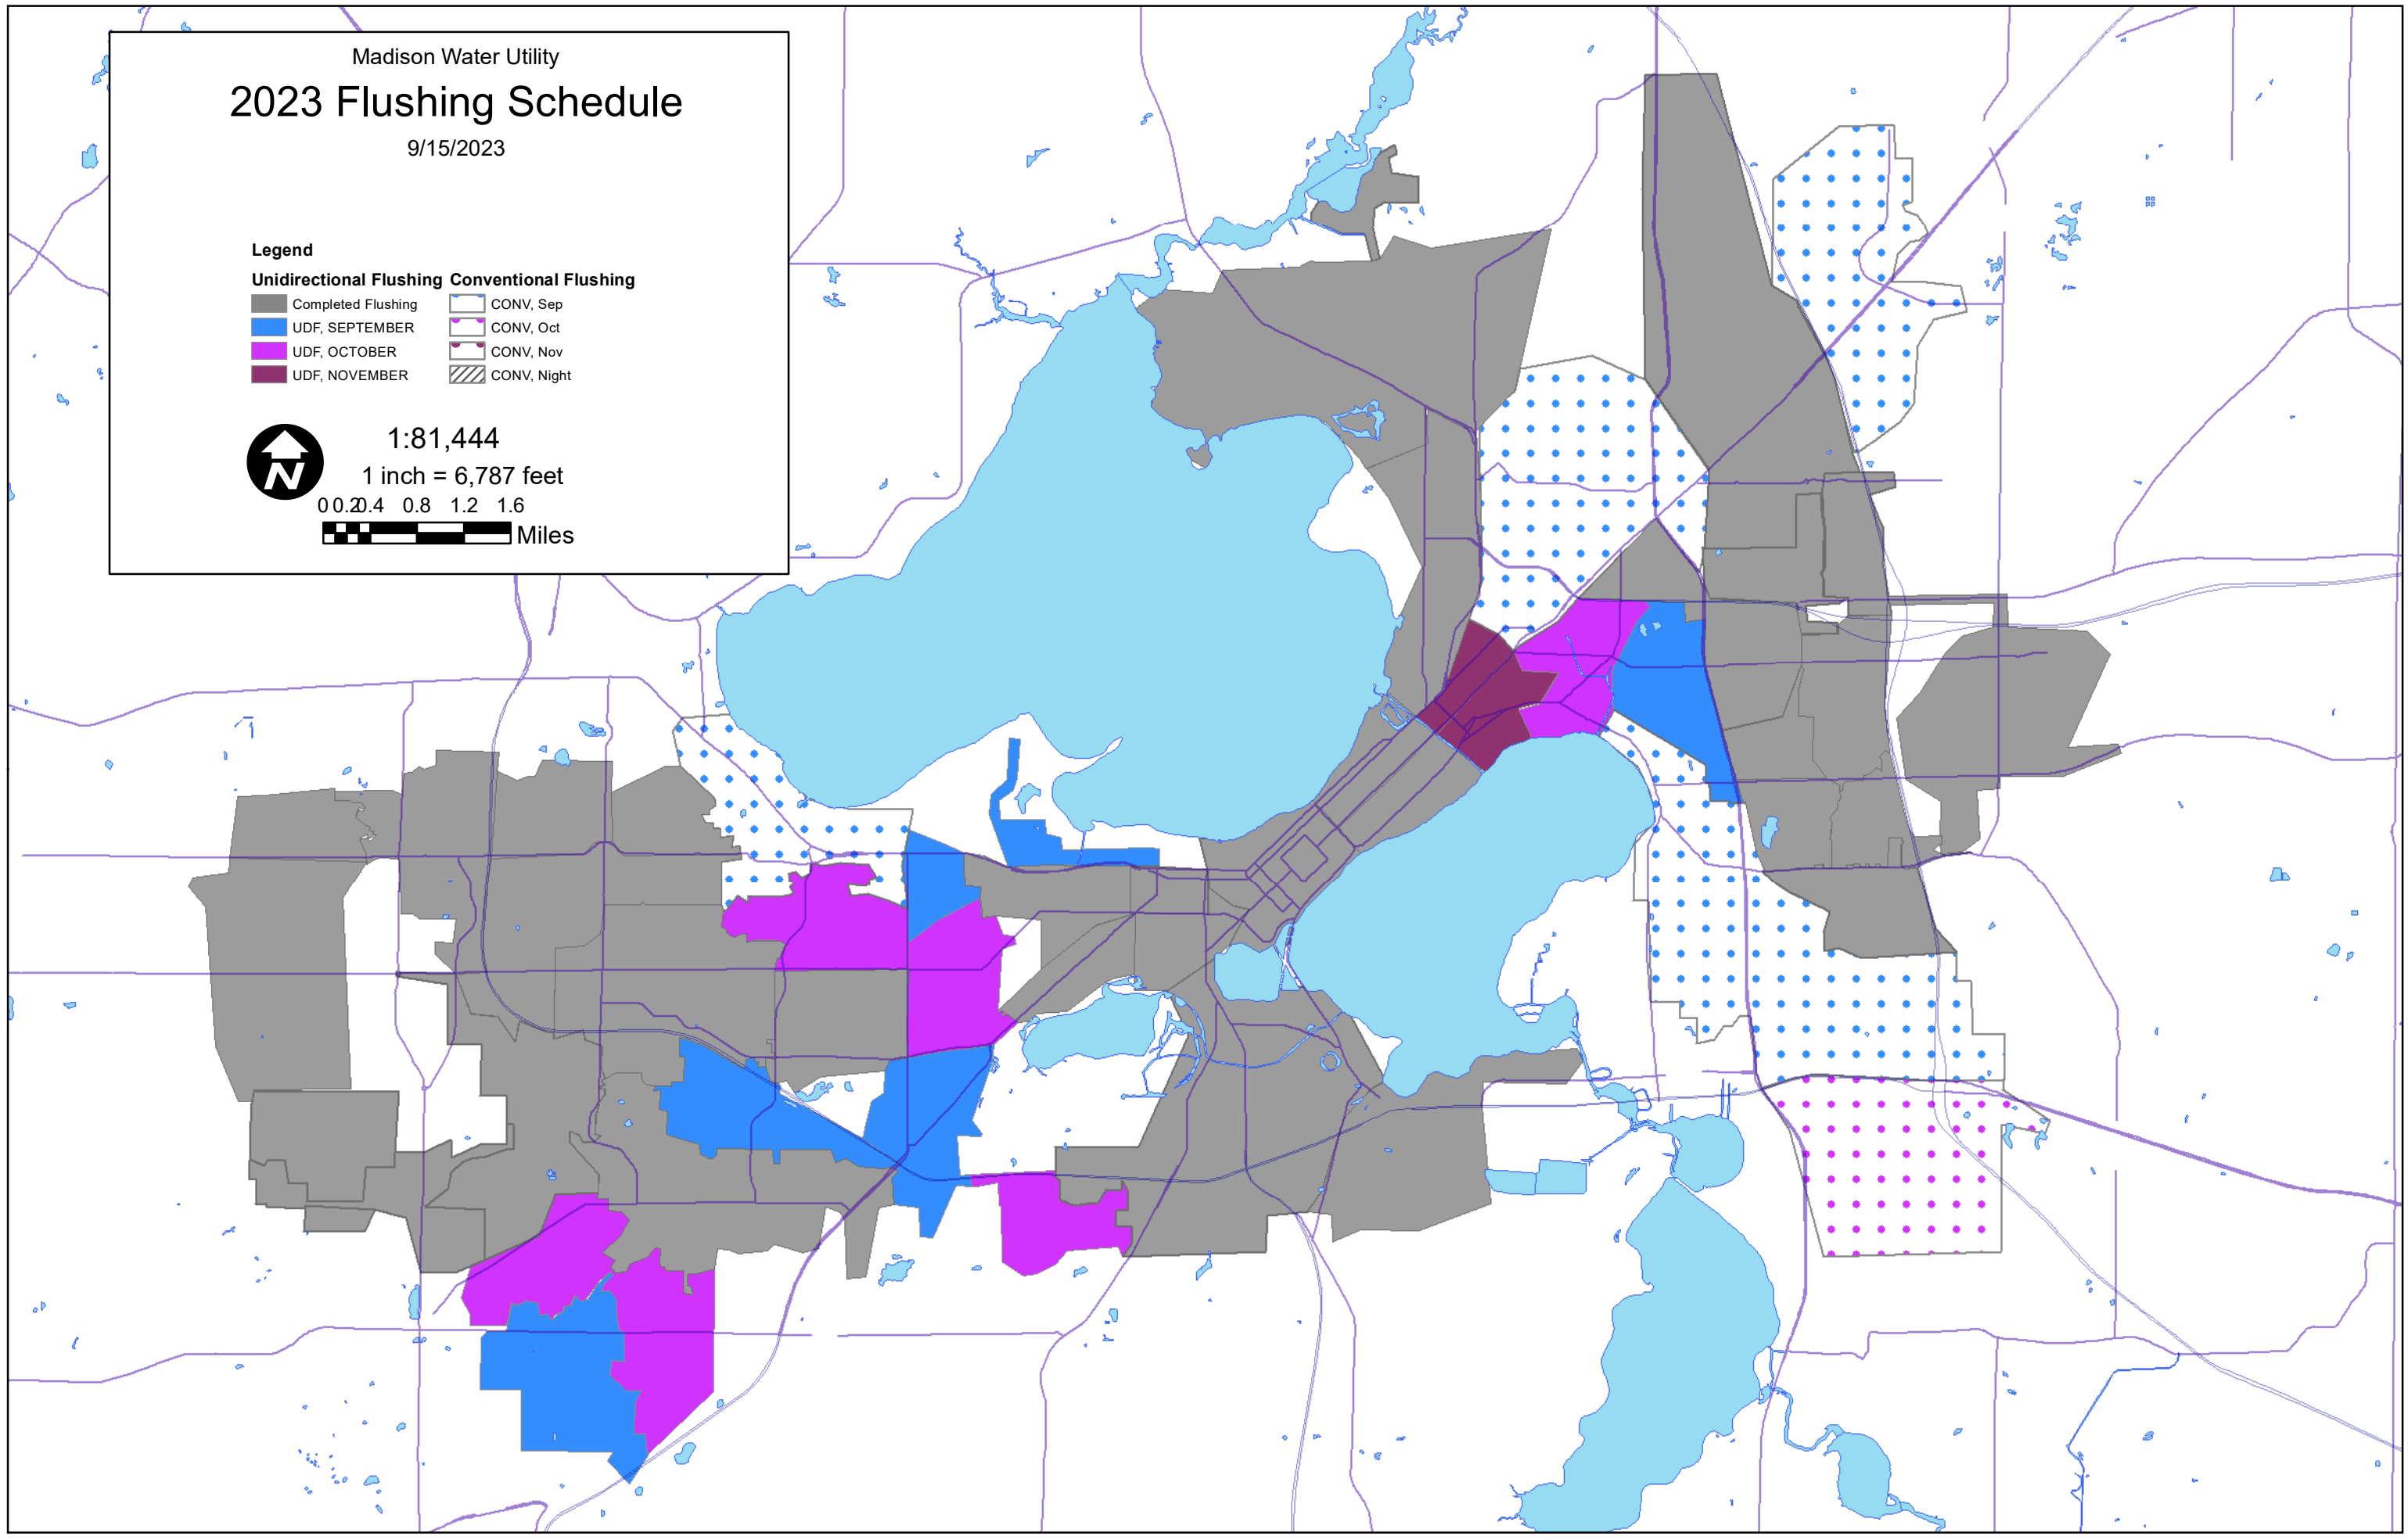 Madison Water Utility
2023 Flushing Schedule
9/15/2023
Legend
Unidirectional Flushing Conventional Flushing
Completed Flushing CONV, Sep
UDF, SEPTEMBER CONV, Oct
UDF, OCTOBER CONV, Nov
UDF, NOVEMBER CONV, Night
N
1:81,444
1 inch = 6,787 feet
0 0.2 0.4 0.8 1.2 1.6
Miles